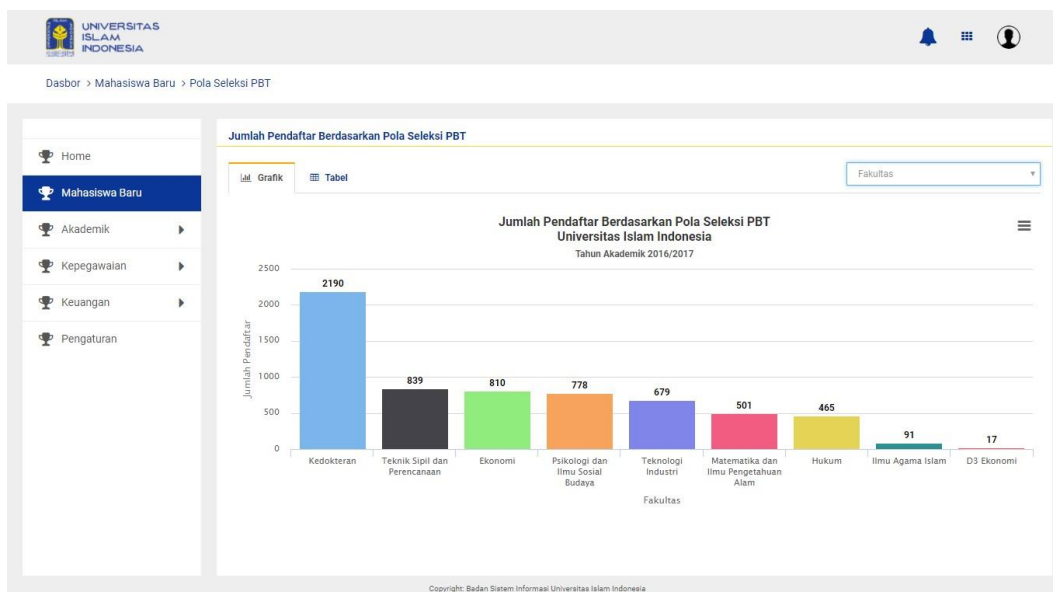 UNIVERSITAS
ISLAM
INDONESIA
Dasbor > Mahasiswa Baru > Pola Seleksi PBT
Home
Mahasiswa Baru
Akademik
Kepegawaian
Keuangan
Pengaturan
Jumlah Pendaftar Berdasarkan Pola Seleksi PBT
Grafik
Tabel
Fakultas
Jumlah Pendaftar Berdasarkan Pola Seleksi PBT
Universitas Islam Indonesia
Tahun Akademik 2016/2017
Jumlah Pendaftar
2500
2000
1500
1000
500
0
2190
839
810
778
679
501
465
91
17
Kedokteran
Teknik Sipil dan
Perencanaan
Ekonomi
Psikologi dan
Ilmu Sosial
Budaya
Teknologi
Industri
Matematika dan
Ilmu Pengetahuan
Alam
Hukum
Ilmu Agama Islam
D3 Ekonomi
Fakultas
Copyright: Badan Sistem Informasi Universitas Islam Indonesia